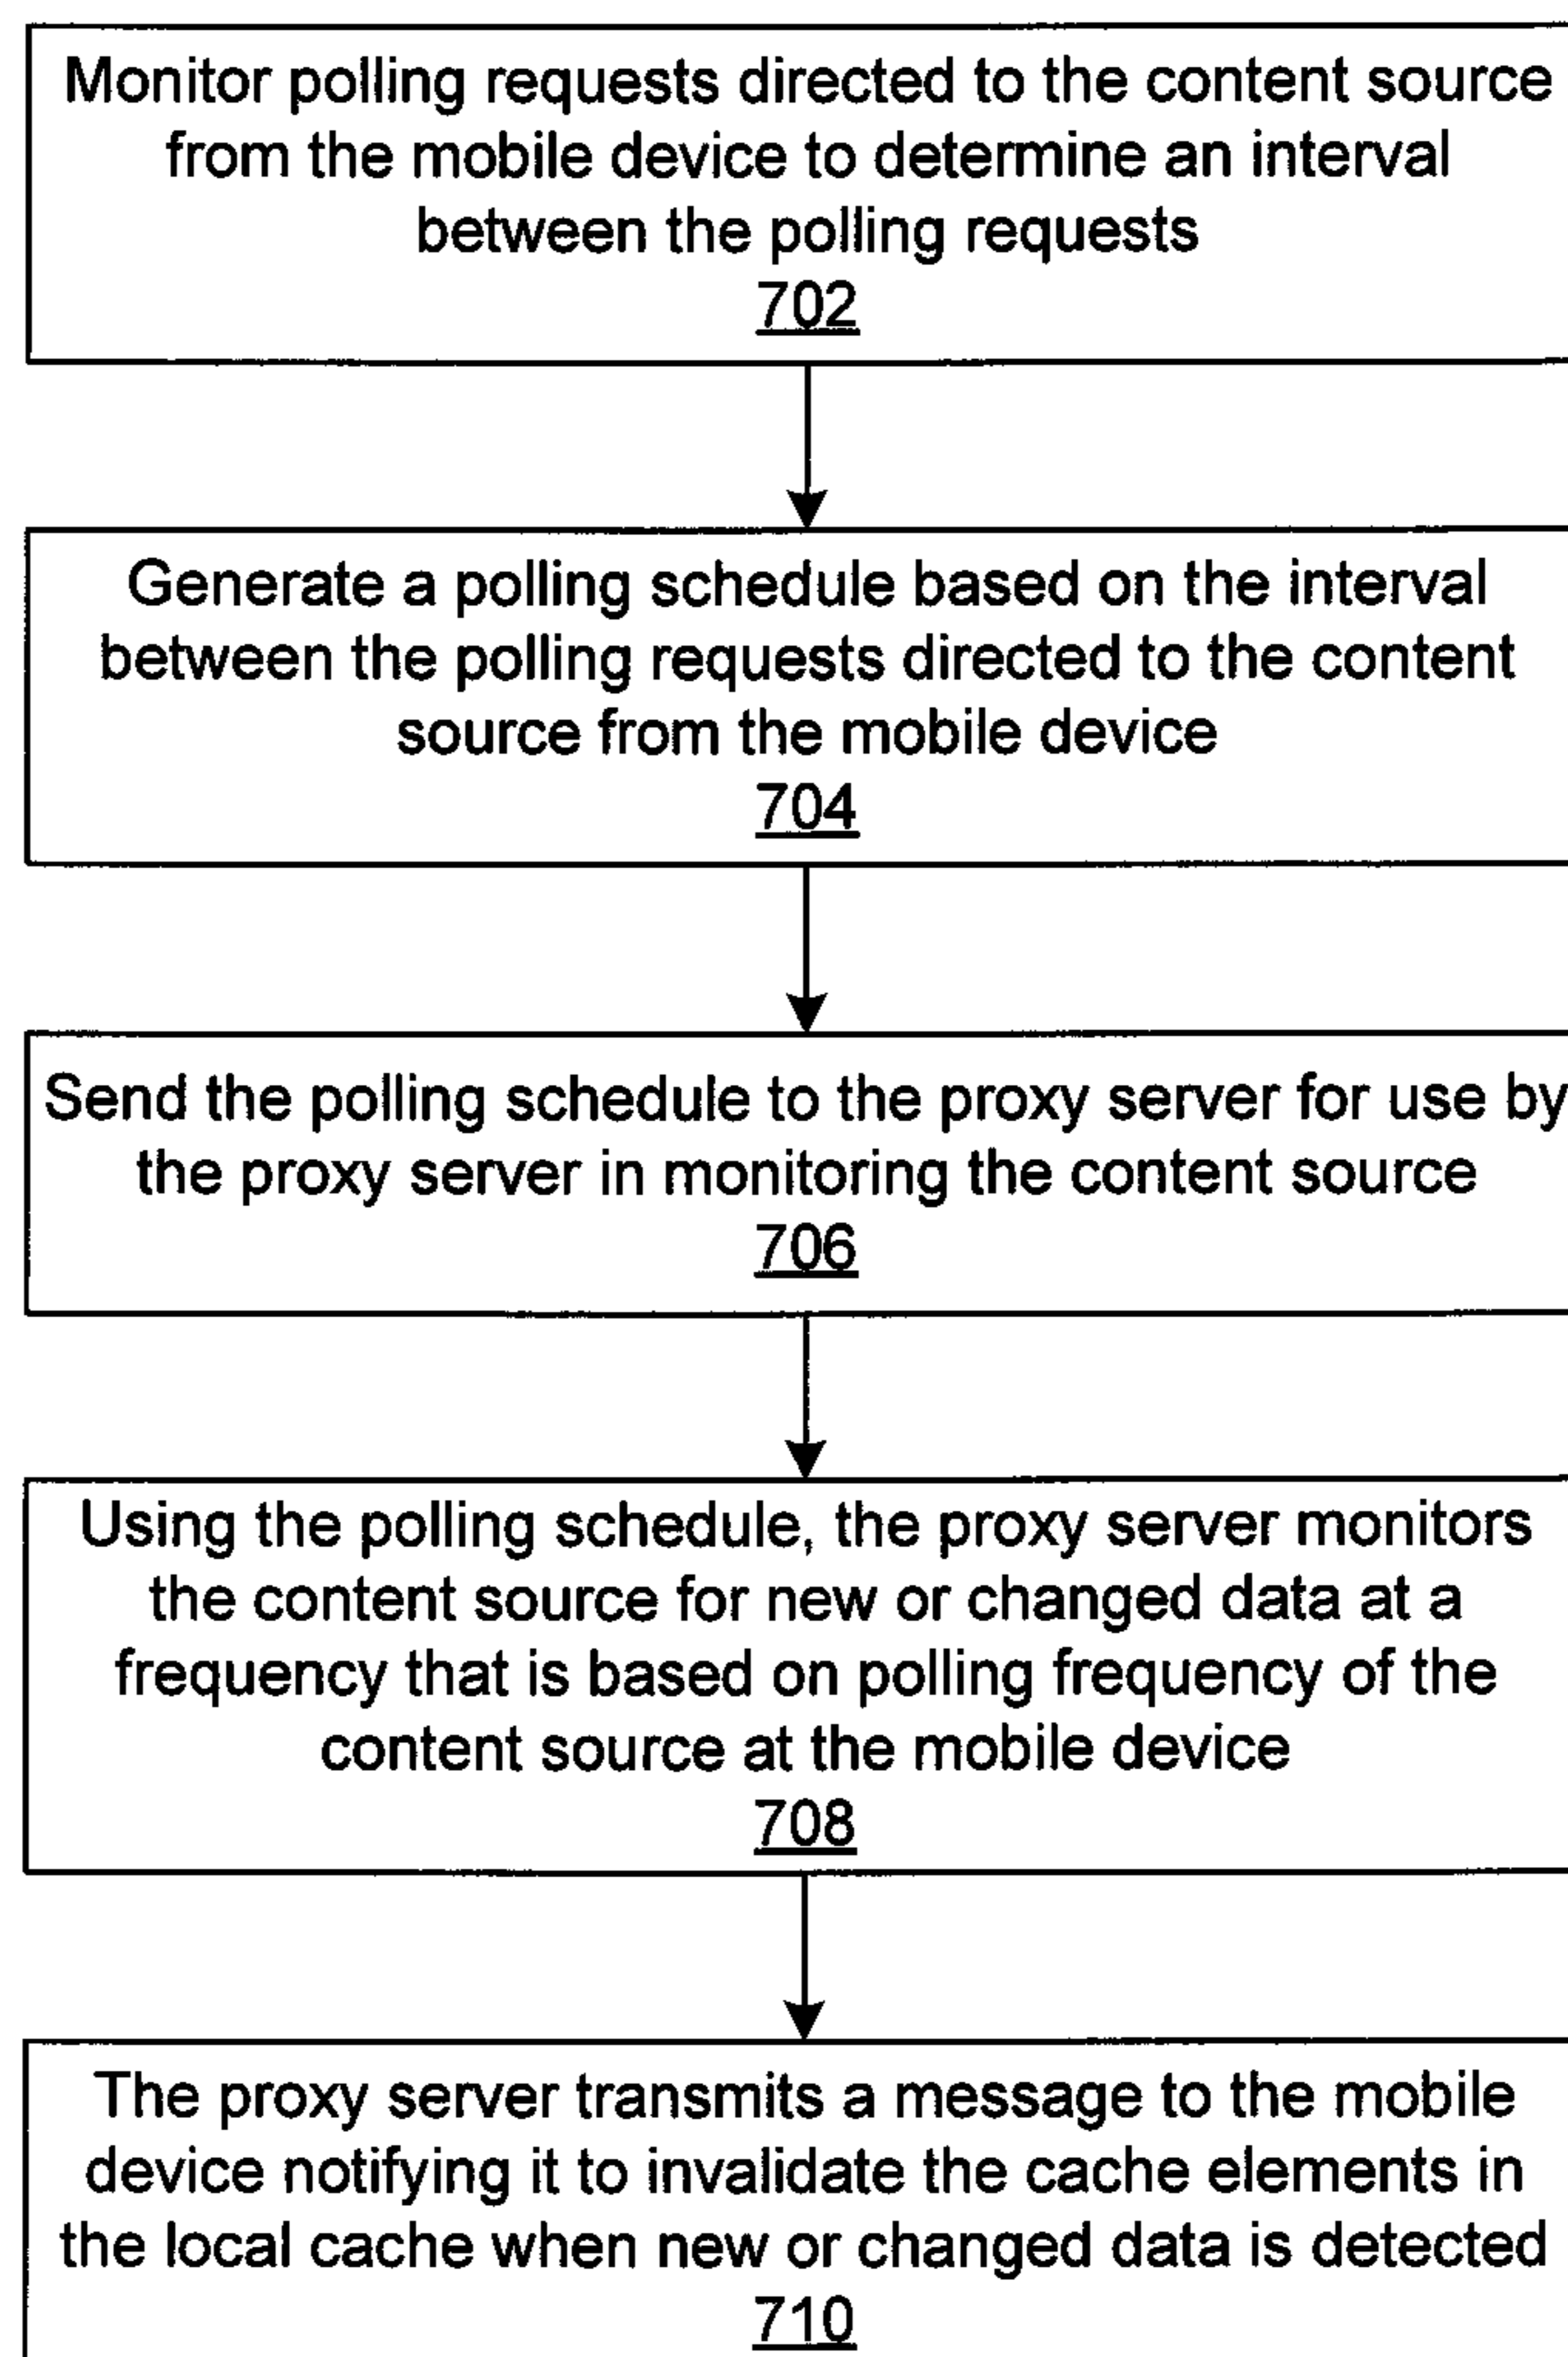 Monitor polling requests directed to the content source
from the mobile device to determine an interval
between the polling requests
702
Generate a polling schedule based on the interval
between the polling requests directed to the content
source from the mobile device
704
Send the polling schedule to the proxy server for use by
the proxy server in monitoring the content source
706
Using the polling schedule, the proxy server monitors
the content source for new or changed data at a
frequency that is based on polling frequency of the
content source at the mobile device
708
The proxy server transmits a message to the mobile
device notifying it to invalidate the cache elements in
the local cache when new or changed data is detected
710